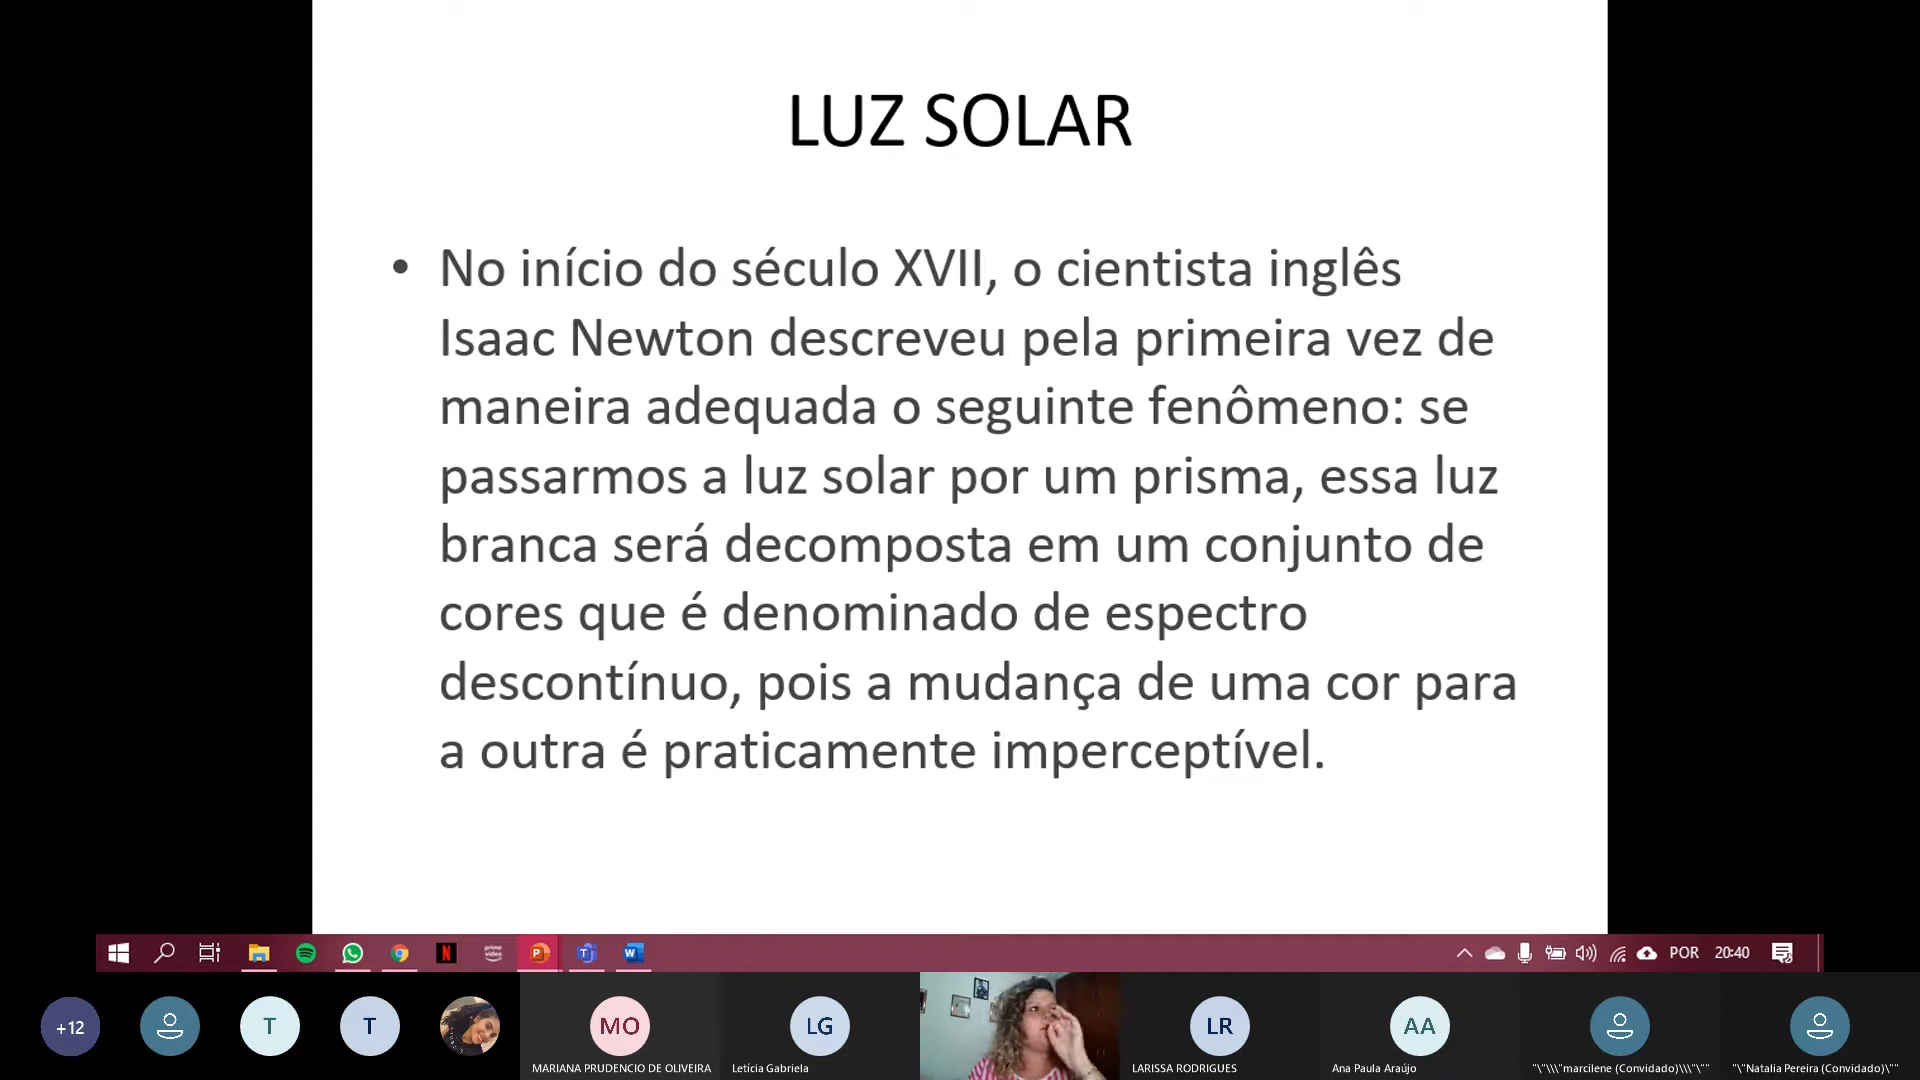 LUZ SOLAR
• No início do século XVII, o cientista inglês
Isaac Newton descreveu pela primeira vez de
maneira adequada o seguinte fenômeno: se
passarmos a luz solar por um prisma, essa luz
branca será decomposta em um conjunto de
cores que é denominado de espectro
descontínuo, pois a mudança de uma cor para
a outra é praticamente imperceptível.
N prime video P T W POR 20:40
+12 T T MO LG LR AA
MARIANA PRUDENCIO DE OLIVEIRA Letícia Gabriela LARISSA RODRIGUES Ana Paula Araújo "\"\\\"marcilene (Convidado)\\\"\"" "\"Natalia Pereira (Convidado)\""